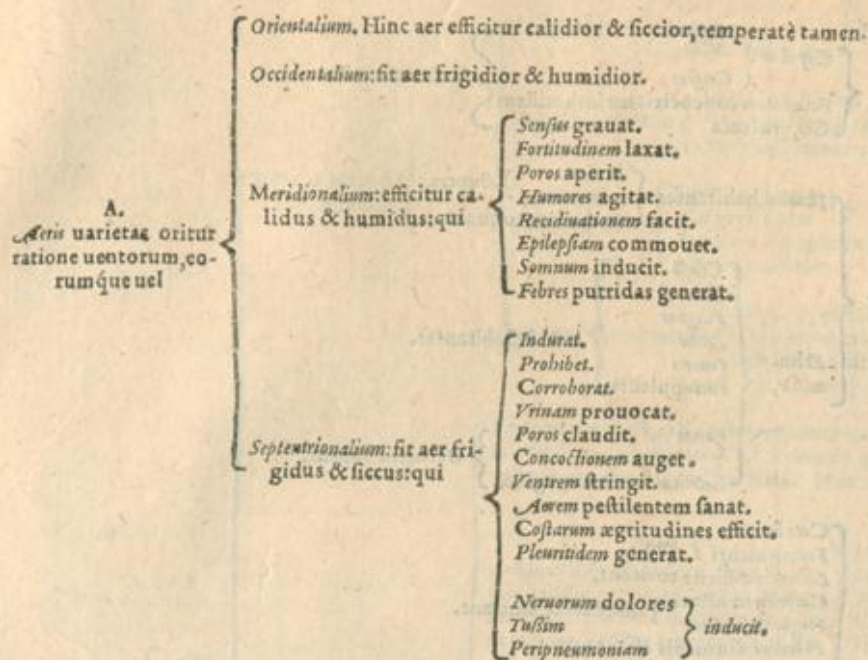 A.
Aeris uarietas oritur
ratione uentorum, eo-
rumque uel
Orientalium. Hinc aer efficitur calidior & siccior, temperatè tamen.
Occidentalium: fit aer frigidior & humidior.
Meridionalium: efficitur ca-
lidus & humidus: qui
Sensus grauat.
Fortitudinem laxat.
Poros aperit.
Humores agitat.
Recidiuationem facit.
Epilepsiam commouet.
Somnum inducit.
Febres putridas generat.
Septentrionalium: fit aer fri-
gidus & siccus: qui
Indurat.
Prohibet.
Corroborat.
Vrinam prouocat.
Poros claudit.
Concoctionem auget.
Ventrem stringit.
Aerem pestilentem sanat.
Costarum ægritudines efficit.
Pleuritidem generat.
Neruorum dolores
Tussim
Peripneumoniam
inducit.